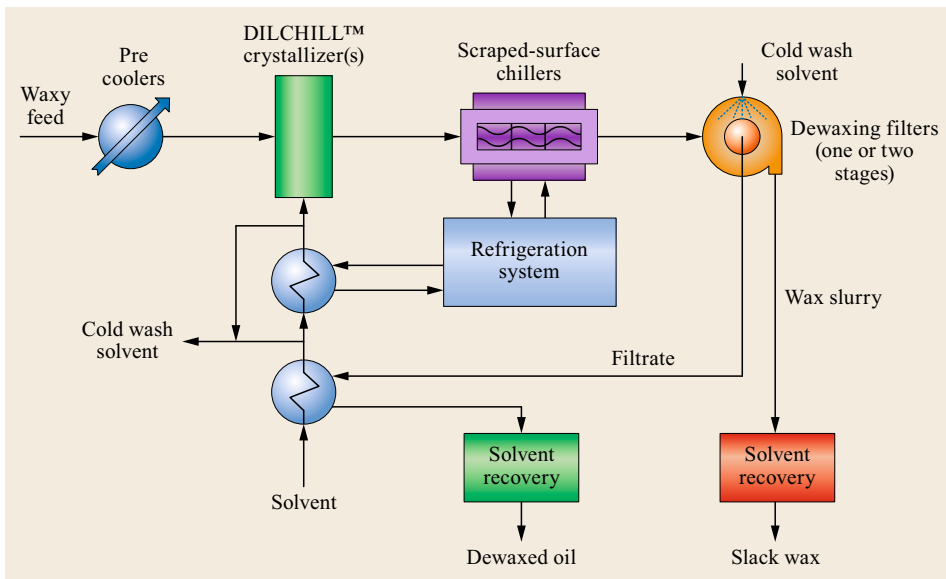 DILCHILL™
crystallizer(s)
Pre
coolers
Scraped-surface
chillers
Cold wash
solvent
Waxy
feed
Dewaxing filters
(one or two
stages)
Refrigeration
system
Wax slurry
Cold wash
solvent
Filtrate
Solvent
recovery
Solvent
recovery
Solvent
Dewaxed oil
Slack wax